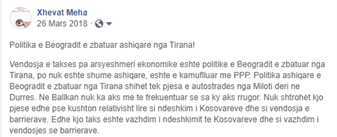 Xhevat Meha
26 Mars 2018 ·
Politika e Beogradit e zbatuar ashiqare nga Tirana!
Vendosja e takses pa arsyeshmeri ekonomike eshte politika e Beogradit e zbatuar nga
Tirana, po nuk eshte shume ashiqare, eshte e kamufluar me PPP. Politika ashiqare e
Beogradit e zbatuar nga Tirana shihet tek pjesa e autostrades nga Miloti deri ne
Durres. Ne Ballkan nuk ka aks me te frekuentuar se sa ky aks rrugor. Nuk shtrohet kjo
pjese edhe pse kushton relativisht lire si ndeshkim i Kosovareve dhe si vendosja e
barrierave. Edhe kjo taks eshte vazhdim i ndeshkimit te Kosovareve dhe si vazdimi i
vendosjes se barrierave.